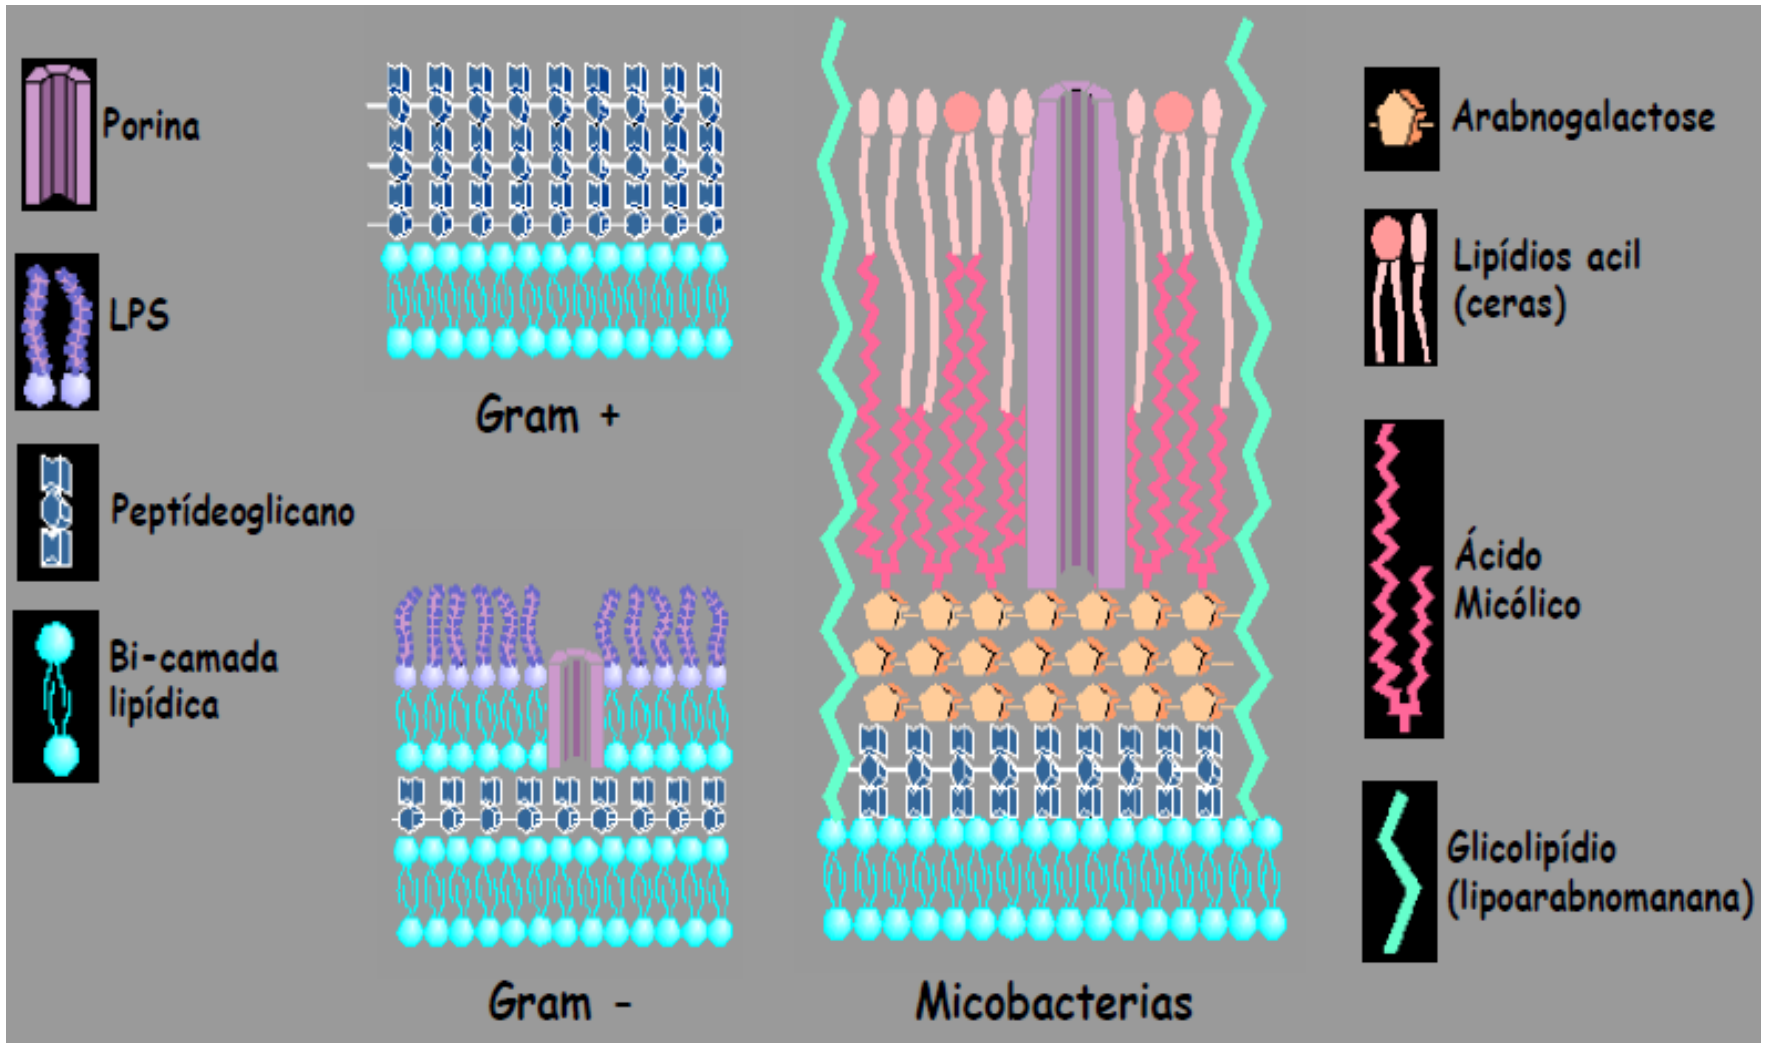 Porina
LPS
Peptídeoglicano
Bi-camada
lipídica
Gram +
Gram -
Micobacterias
Arabnogalactose
Lipídios acil
(ceras)
Ácido
Micólico
Glicolipídio
(lipoarabnomanana)